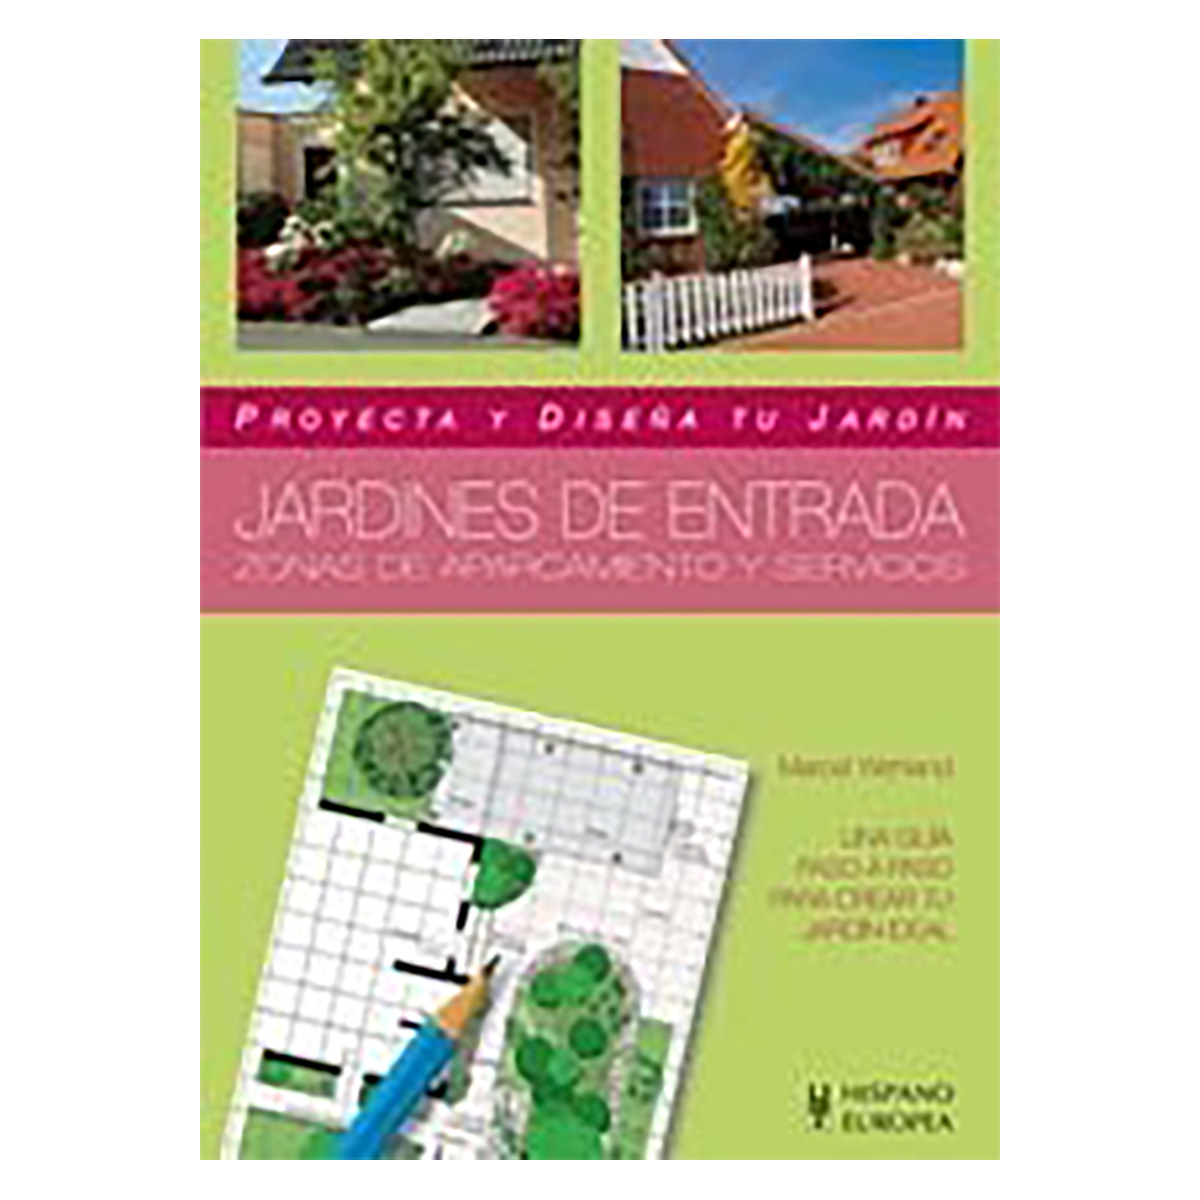 PROYECTA Y DISEÑA TU JARDÍN
JARDINES DE ENTRADA
ZONAS DE APARCAMIENTO Y SERVICIOS
Marcel
UNA GUÍA
PASO A PASO
PARA CREAR TU
JARDÍN IDEAL
HISPANO
EUROPEA